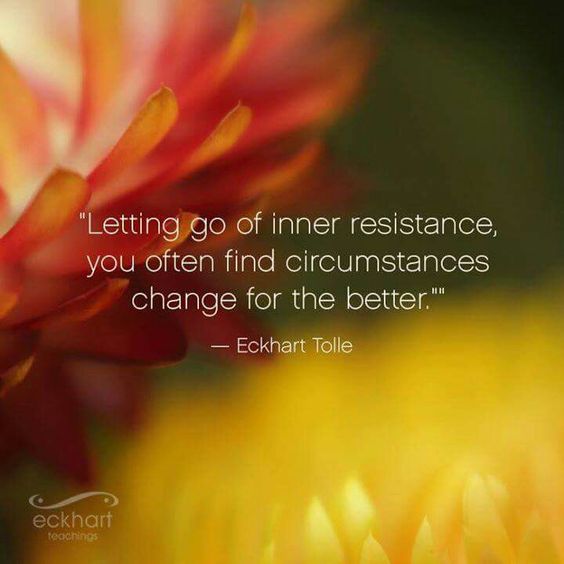 "Letting go of inner resistance,
you often find circumstances
change for the better.""
— Eckhart Tolle
eckhart
teachings